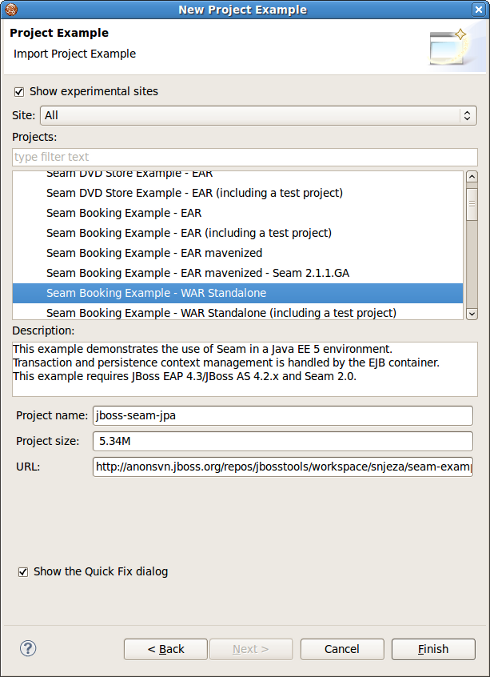 New Project Example
Project Example
Import Project Example
Show experimental sites
Site: All
Projects:
type filter text
Seam DVD Store Example - EAR
Seam DVD Store Example - EAR (including a test project)
Seam Booking Example - EAR
Seam Booking Example - EAR (including a test project)
Seam Booking Example - EAR mavenized
Seam Booking Example - EAR mavenized - Seam 2.1.1.GA
Seam Booking Example - WAR Standalone
Seam Booking Example - WAR Standalone (including a test project)
Description:
This example demonstrates the use of Seam in a Java EE 5 environment.
Transaction and persistence context management is handled by the EJB container.
This example requires JBoss EAP 4.3/JBoss AS 4.2.x and Seam 2.0.
Project name: jboss-seam-jpa
Project size: 5.34M
URL: http://anonsvn.jboss.org/repos/jbosstools/workspace/snjeza/seam-examp
Show the Quick Fix dialog
? < Back Next > Cancel Finish